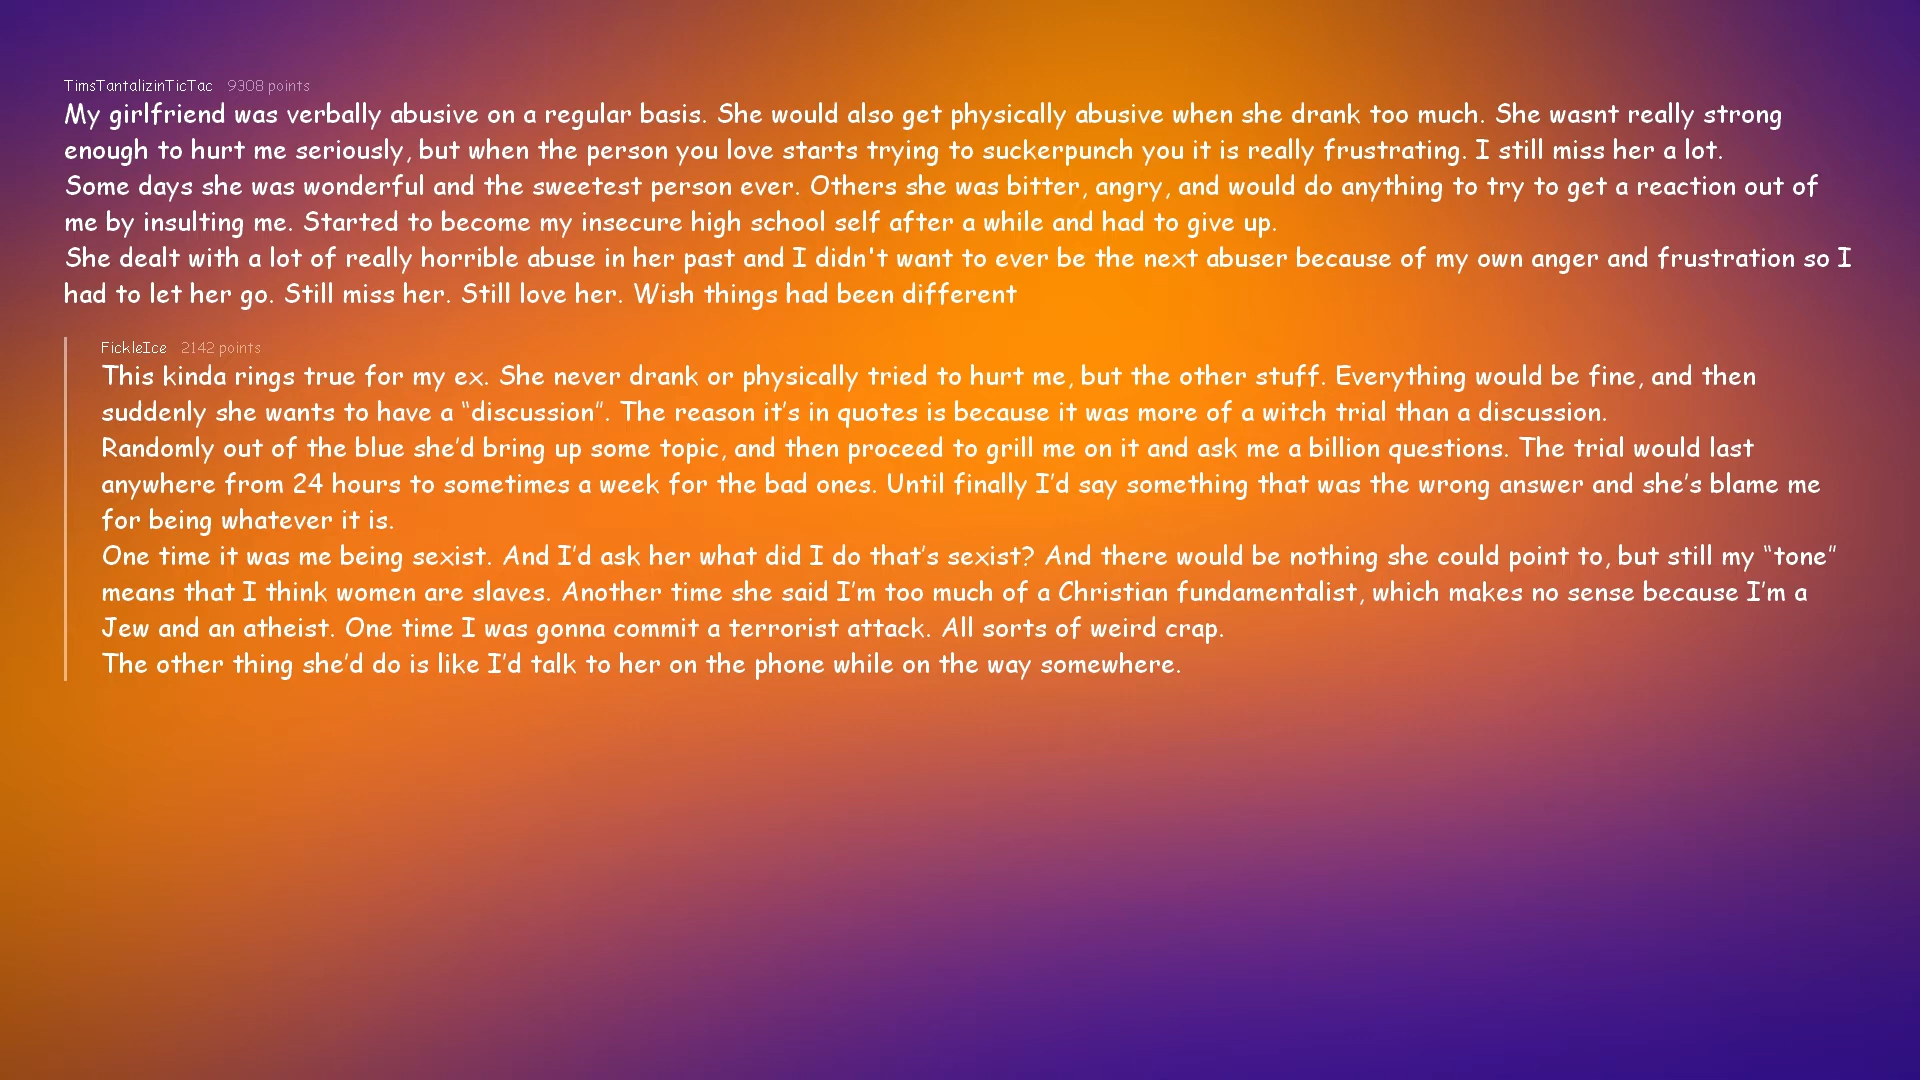 TimsTantalizinTicTac 9308 points
My girlfriend was verbally abusive on a regular basis. She would also get physically abusive when she drank too much. She wasnt really strong
enough to hurt me seriously, but when the person you love starts trying to suckerpunch you it is really frustrating. I still miss her a lot.
Some days she was wonderful and the sweetest person ever. Others she was bitter, angry, and would do anything to try to get a reaction out of
me by insulting me. Started to become my insecure high school self after a while and had to give up.
She dealt with a lot of really horrible abuse in her past and I didn't want to ever be the next abuser because of my own anger and frustration so I
had to let her go. Still miss her. Still love her. Wish things had been different
FickleIce 2142 points
This kinda rings true for my ex. She never drank or physically tried to hurt me, but the other stuff. Everything would be fine, and then
suddenly she wants to have a “discussion”. The reason it’s in quotes is because it was more of a witch trial than a discussion.
Randomly out of the blue she’d bring up some topic, and then proceed to grill me on it and ask me a billion questions. The trial would last
anywhere from 24 hours to sometimes a week for the bad ones. Until finally I’d say something that was the wrong answer and she’s blame me
for being whatever it is.
One time it was me being sexist. And I’d ask her what did I do that’s sexist? And there would be nothing she could point to, but still my “tone”
means that I think women are slaves. Another time she said I’m too much of a Christian fundamentalist, which makes no sense because I’m a
Jew and an atheist. One time I was gonna commit a terrorist attack. All sorts of weird crap.
The other thing she’d do is like I’d talk to her on the phone while on the way somewhere.